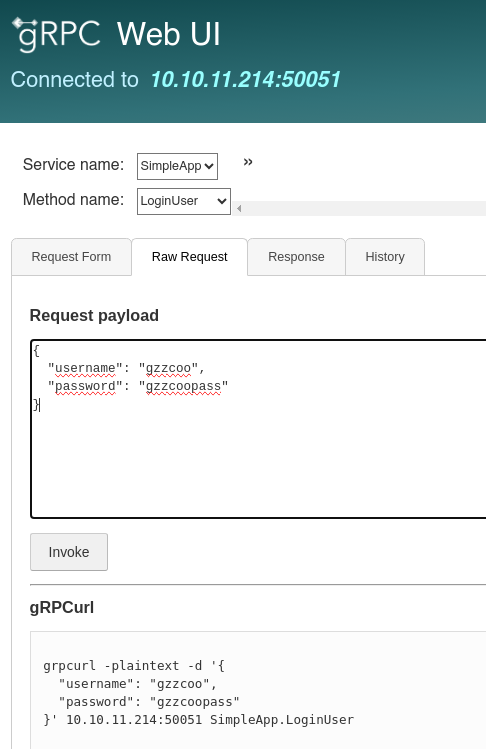 gRPC Web UI
Connected to 10.10.11.214:50051
Service name: SimpleApp »
Method name: LoginUser
Request Form Raw Request Response History
Request payload
{
  "username": "gzzcoo",
  "password": "gzzcoopass"
}
Invoke
gRPCurl
grpcurl -plaintext -d '{
  "username": "gzzcoo",
  "password": "gzzcoopass"
}' 10.10.11.214:50051 SimpleApp.LoginUser